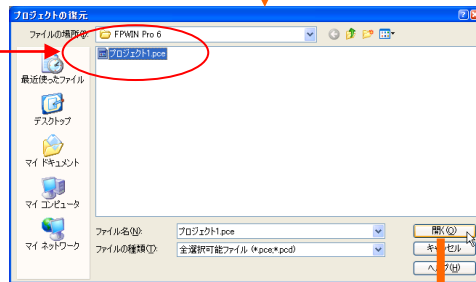 プロジェクトの復元
ファイルの場所(I):
FPWIN Pro 6
プロジェクト1.pce
最近使ったファイル
デスクトップ
マイ ドキュメント
マイ コンピュータ
マイ ネットワーク
ファイル名(N):
プロジェクト1.pce
開く(O)
ファイルの種類(T):
全選択可能ファイル (*.pce;*.pcd)
キャンセル
ヘルプ(H)